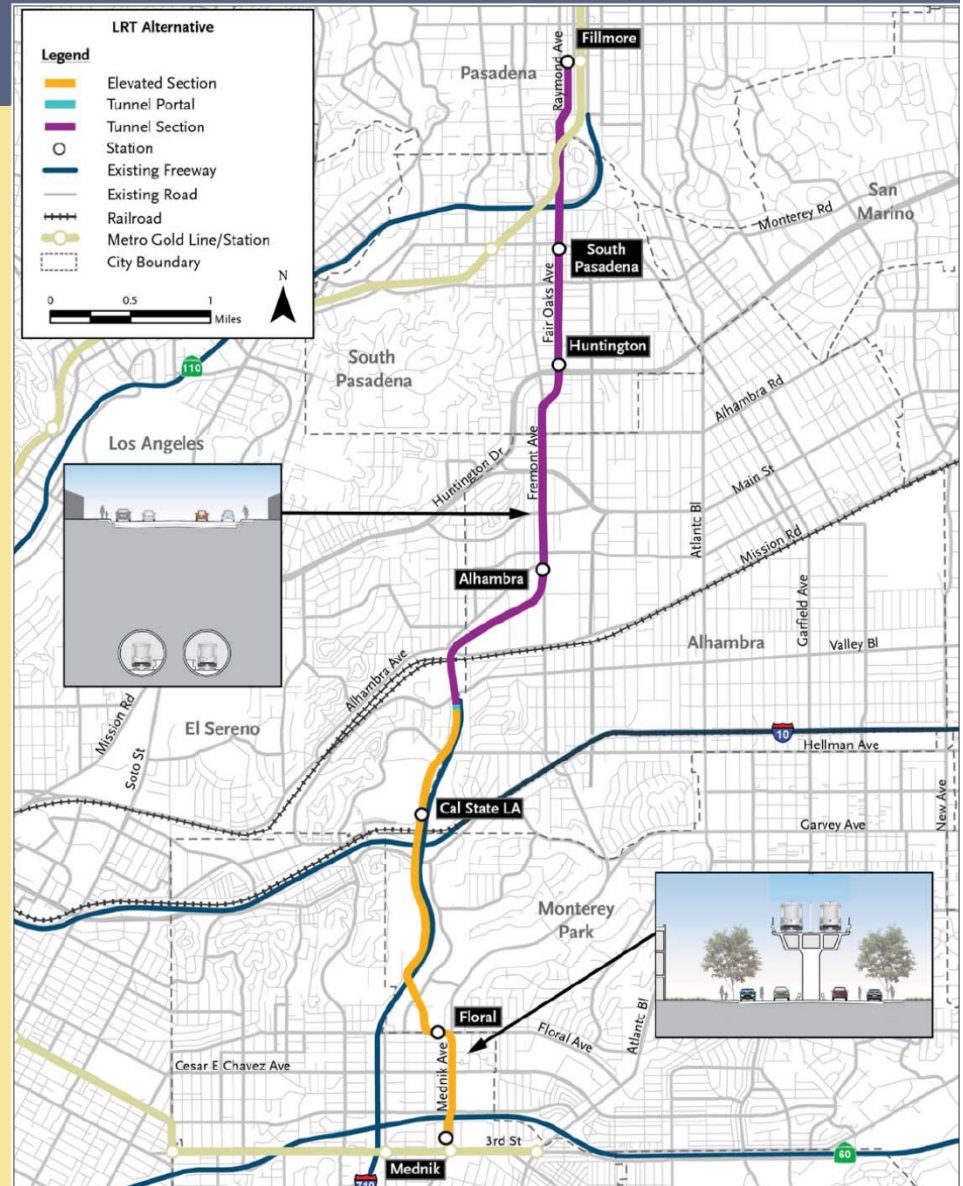 LRT Alternative
Legend
Elevated Section
Tunnel Portal
Tunnel Section
Station
Existing Freeway
Existing Road
Railroad
Metro Gold Line/Station
City Boundary
0 0.5 1
Miles
N
Fillmore
Pasadena
Raymond Ave
San
Marino
Monterey Rd
South
Pasadena
Fair Oaks Ave
Huntington
South
Pasadena
110
Alhambra Rd
Los Angeles
Huntington Dr
Fremont Ave
Main St
Atlantc Bl
Mission Rd
Alhambra
Garfield Ave
Alhambra
Valley Bl
Alhambra Ave
Mission Rd
El Sereno
Soto St
10
Hellman Ave
Cal State LA
Garvey Ave
New Ave
Monterey
Park
Floral
Floral Ave
Atlantc Bl
Cesar E Chavez Ave
Mednik Ave
3rd St
60
Mednik
710